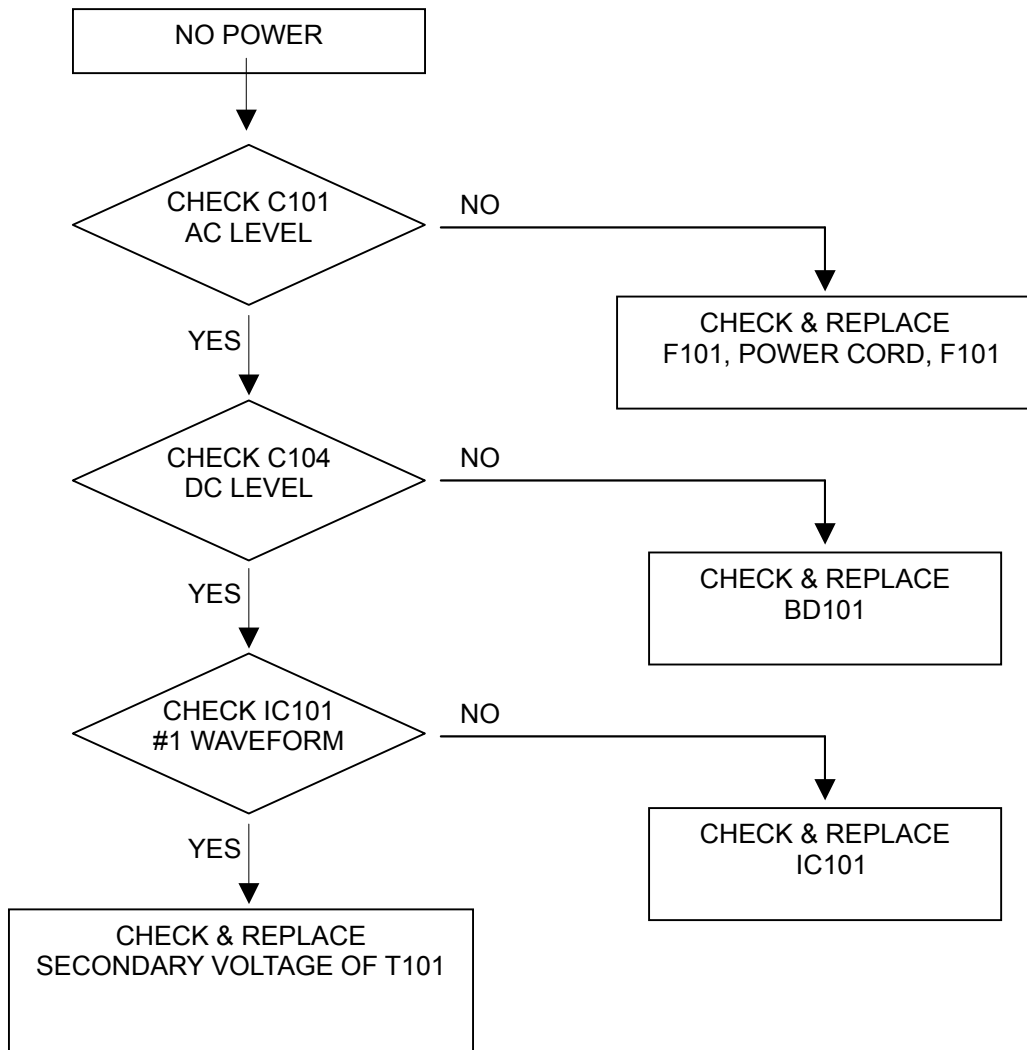 NO POWER
CHECK C101
AC LEVEL
NO
CHECK & REPLACE
F101, POWER CORD, F101
YES
CHECK C104
DC LEVEL
NO
CHECK & REPLACE
BD101
YES
CHECK IC101
#1 WAVEFORM
NO
CHECK & REPLACE
IC101
YES
CHECK & REPLACE
SECONDARY VOLTAGE OF T101